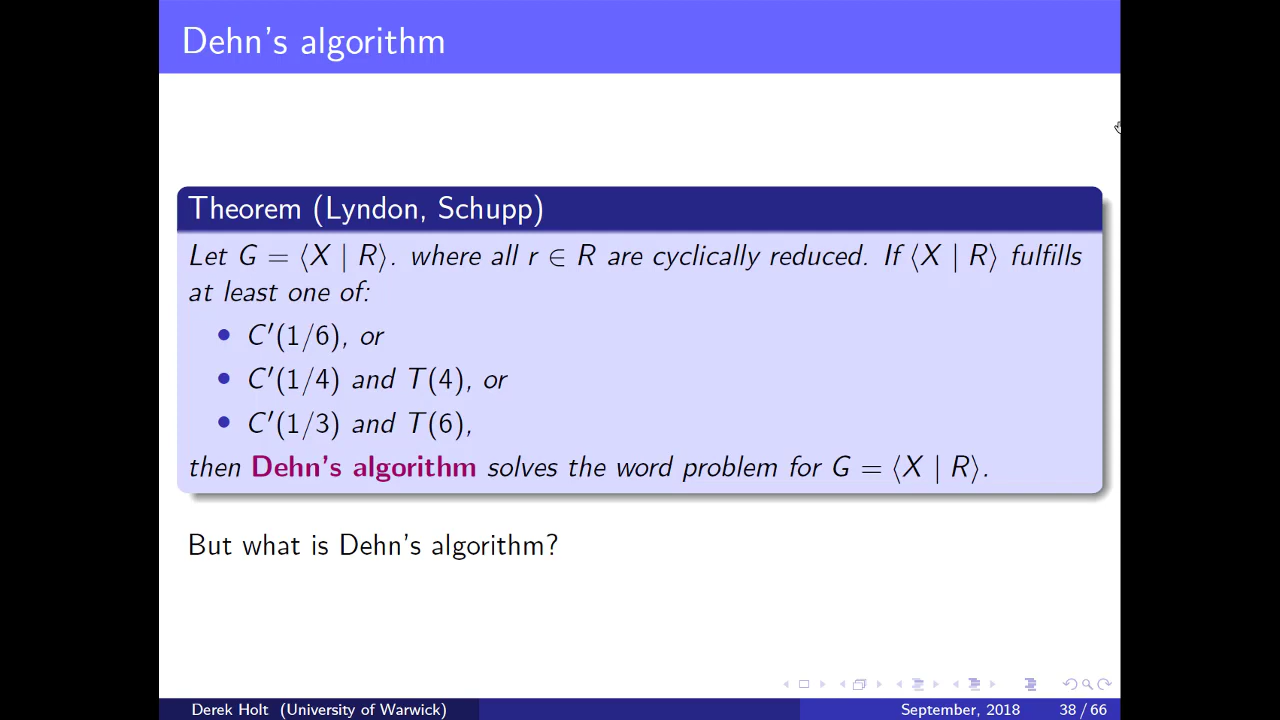 Dehn's algorithm
Theorem (Lyndon, Schupp)
Let G = ⟨X | R⟩. where all r ∈ R are cyclically reduced. If ⟨X | R⟩ fulfills
at least one of:
• C′(1/6), or
• C′(1/4) and T(4), or
• C′(1/3) and T(6),
then Dehn's algorithm solves the word problem for G = ⟨X | R⟩.
But what is Dehn's algorithm?
Derek Holt (University of Warwick) September, 2018 38 / 66